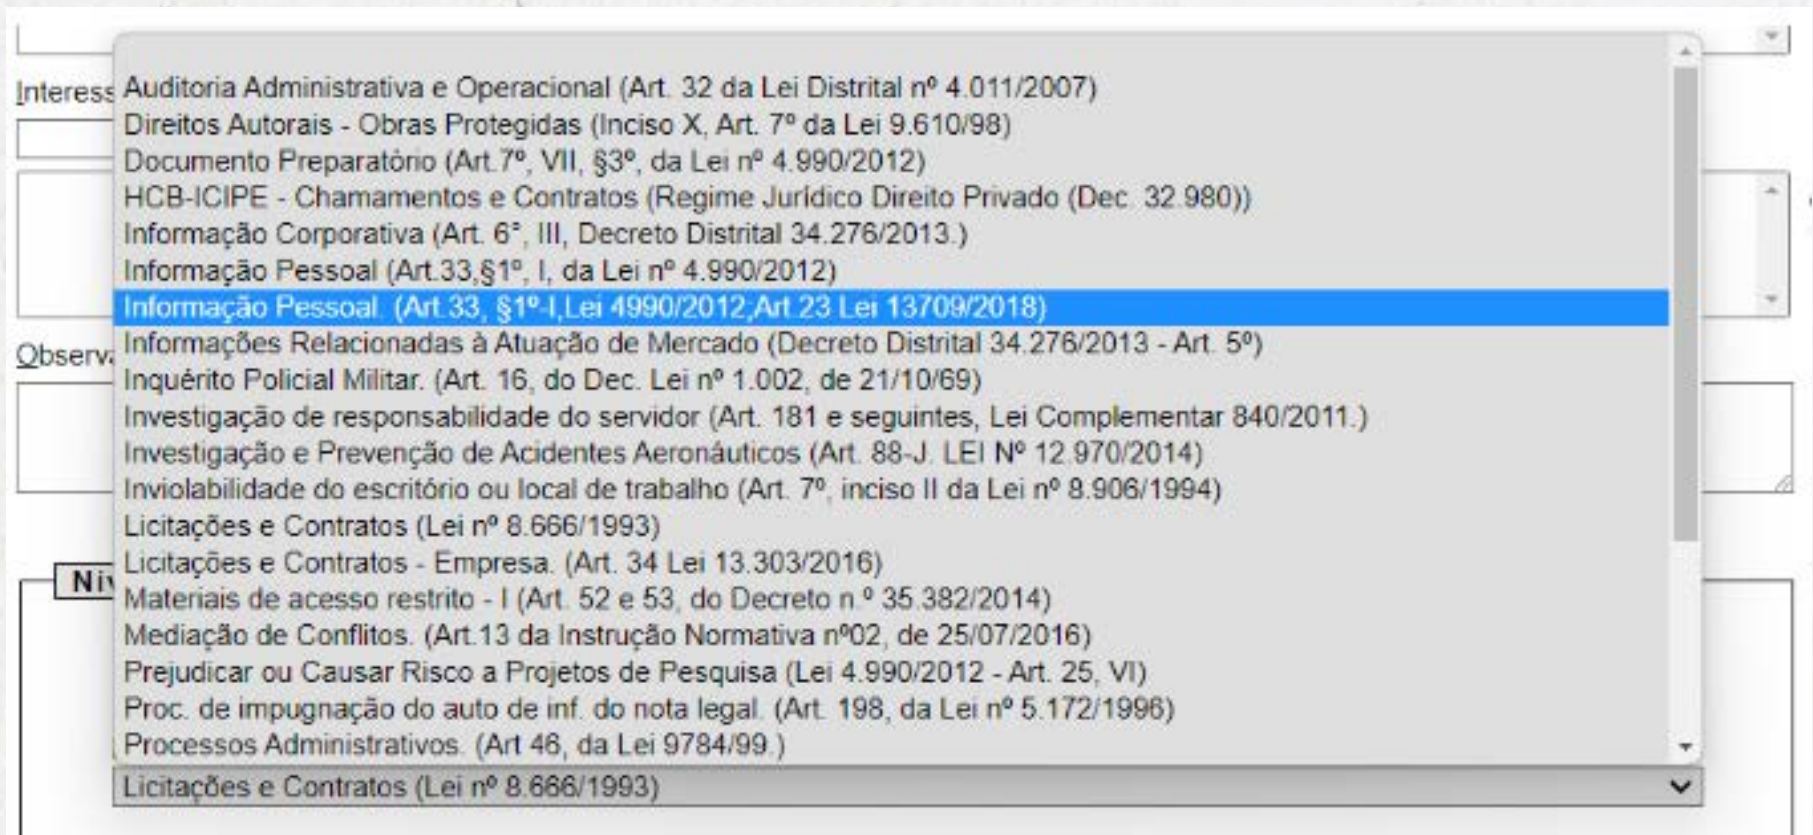 Interess
Auditoria Administrativa e Operacional (Art. 32 da Lei Distrital nº 4.011/2007)
Direitos Autorais - Obras Protegidas (Inciso X, Art. 7º da Lei 9.610/98)
Documento Preparatório (Art.7º, VII, §3º, da Lei nº 4.990/2012)
HCB-ICIPE - Chamamentos e Contratos (Regime Jurídico Direito Privado (Dec. 32.980))
Informação Corporativa (Art. 6°, III, Decreto Distrital 34.276/2013.)
Informação Pessoal (Art.33,§1º, I, da Lei nº 4.990/2012)
Informação Pessoal. (Art.33, §1º-I,Lei 4990/2012;Art.23 Lei 13709/2018)
Informações Relacionadas à Atuação de Mercado (Decreto Distrital 34.276/2013 - Art. 5º)
Observa
Inquérito Policial Militar. (Art. 16, do Dec. Lei nº 1.002, de 21/10/69)
Investigação de responsabilidade do servidor (Art. 181 e seguintes, Lei Complementar 840/2011.)
Investigação e Prevenção de Acidentes Aeronáuticos (Art. 88-J. LEI Nº 12.970/2014)
Inviolabilidade do escritório ou local de trabalho (Art. 7º, inciso II da Lei nº 8.906/1994)
Licitações e Contratos (Lei nº 8.666/1993)
Licitações e Contratos - Empresa. (Art. 34 Lei 13.303/2016)
Niv
Materiais de acesso restrito - I (Art. 52 e 53, do Decreto n.º 35.382/2014)
Mediação de Conflitos. (Art.13 da Instrução Normativa nº02, de 25/07/2016)
Prejudicar ou Causar Risco a Projetos de Pesquisa (Lei 4.990/2012 - Art. 25, VI)
Proc. de impugnação do auto de inf. do nota legal. (Art. 198, da Lei nº 5.172/1996)
Processos Administrativos. (Art 46, da Lei 9784/99.)
Licitações e Contratos (Lei nº 8.666/1993)